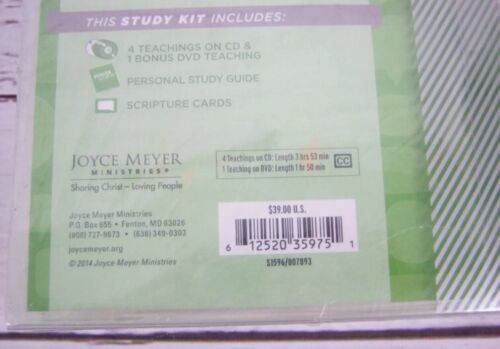 THIS STUDY KIT INCLUDES:
4 TEACHINGS ON CD &
1 BONUS DVD TEACHING
PERSONAL STUDY GUIDE
SCRIPTURE CARDS
JOYCE MEYER
MINISTRIES®
Sharing Christ – Loving People
4 Teachings on CD: Length 3 hrs 53 min
1 Teaching on DVD: Length 1 hr 50 min
CC
Joyce Meyer Ministries
P.O. Box 655 • Fenton, MO 63026
(800) 727-9673 • (636) 349-0303
joycemeyer.org
© 2014 Joyce Meyer Ministries
$39.00 U.S.
6 12520 35975 1
S1596/007893